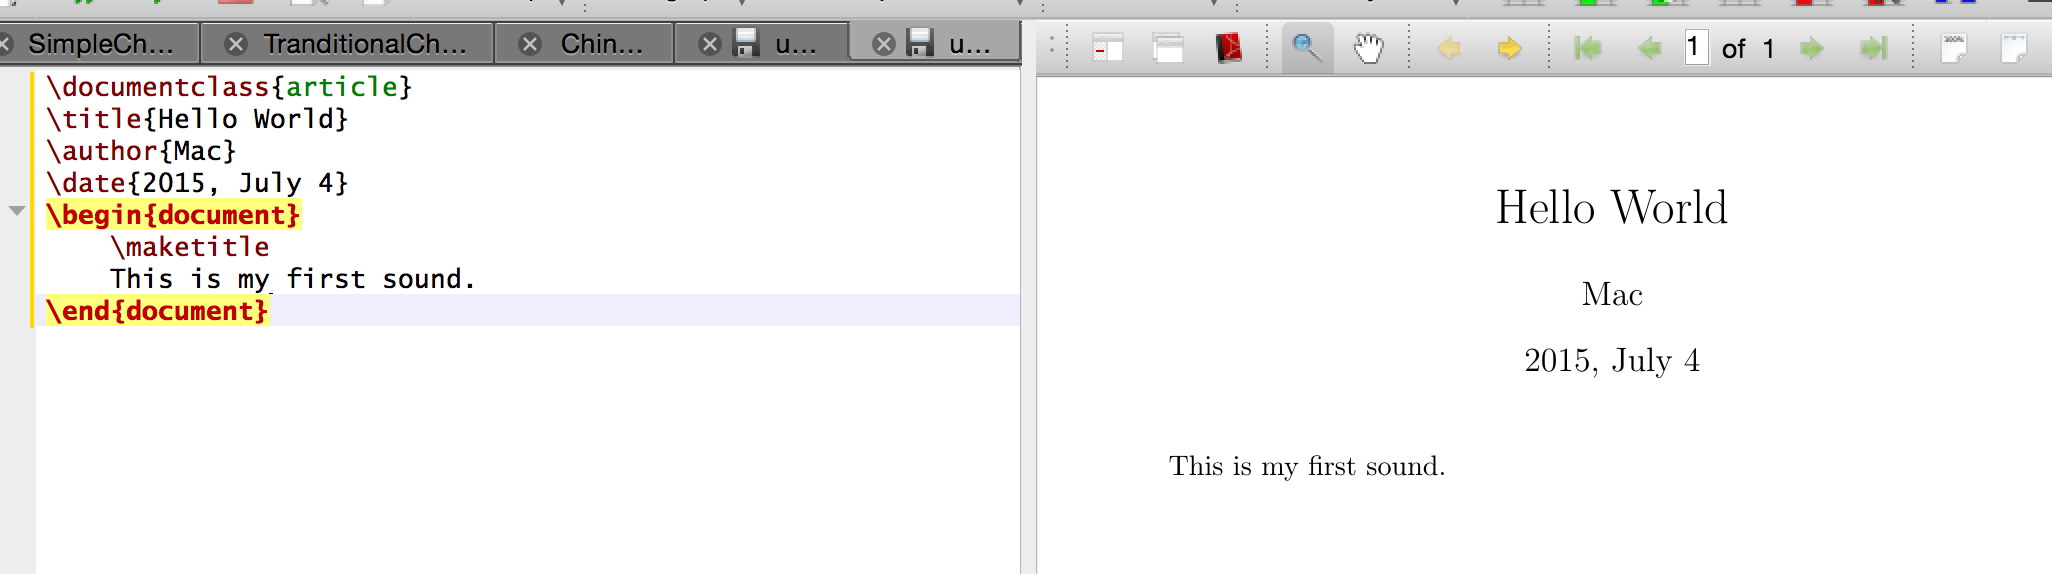 SimpleCh... TranditionalCh... Chin... u... u...
1 of 1
\documentclass{article}
\title{Hello World}
\author{Mac}
\date{2015, July 4}
\begin{document}
\maketitle
This is my first sound.
\end{document}
Hello World
Mac
2015, July 4
This is my first sound.